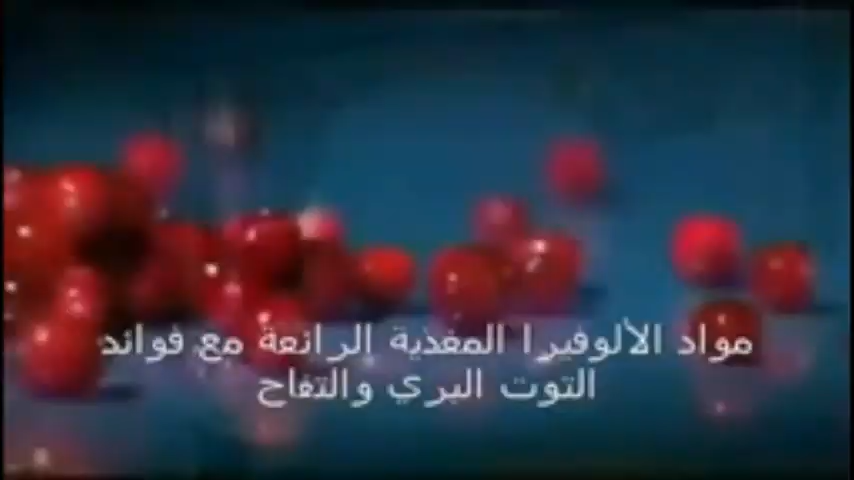 مواد الألوفيرا المغذية الرائعة مع فوائد
التوت البري والتفاح